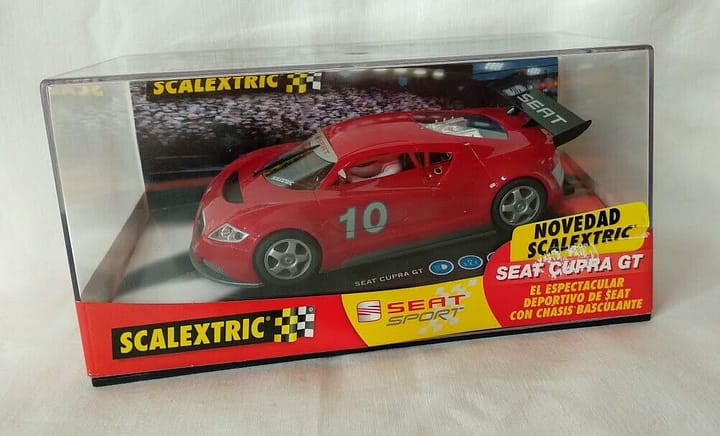 SCALEXTRIC
SEAT
10
SEAT CUPRA GT
NOVEDAD
SCALEXTRIC
SEAT CUPRA GT
EL ESPECTACULAR
DEPORTIVO DE SEAT
CON CHASIS BASCULANTE
SEAT
SPORT
SCALEXTRIC®